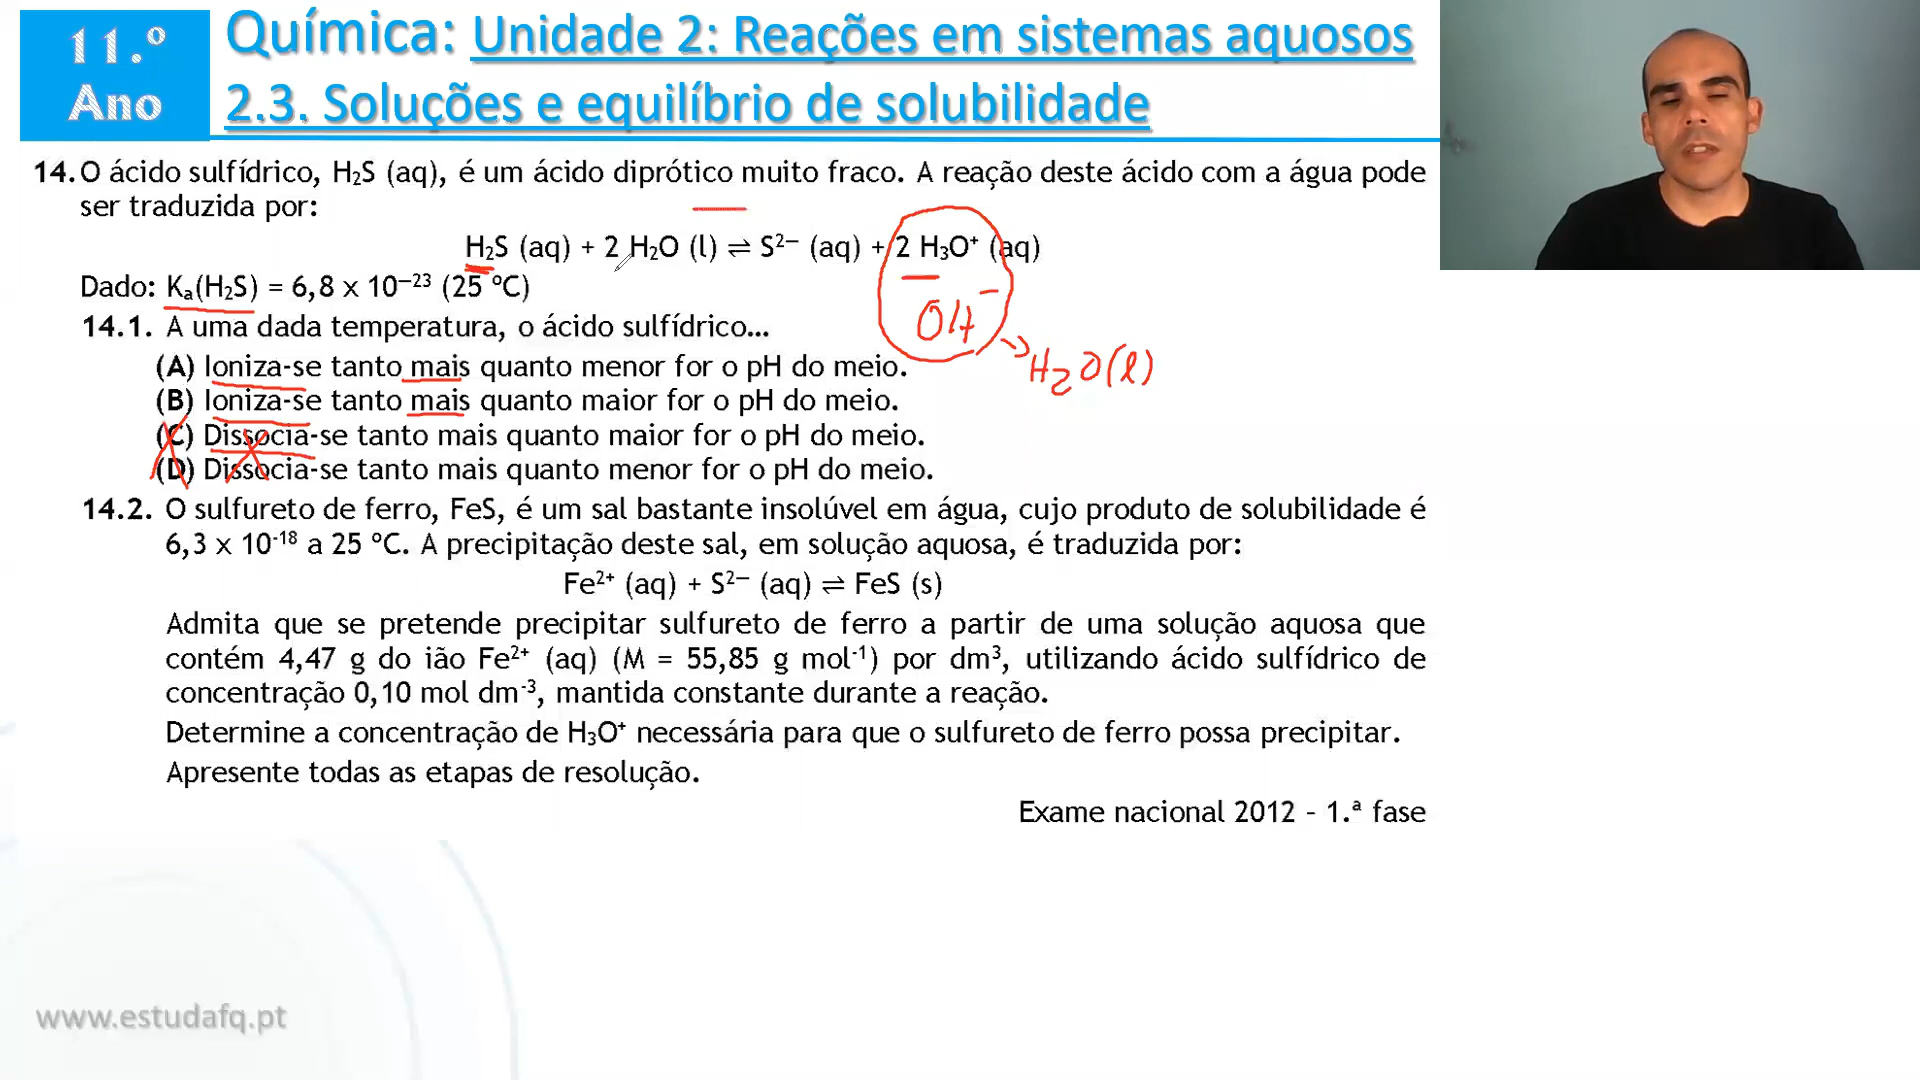 11.º
Ano
Química: Unidade 2: Reações em sistemas aquosos
2.3. Soluções e equilíbrio de solubilidade
14. O ácido sulfídrico, H₂S (aq), é um ácido diprótico muito fraco. A reação deste ácido com a água pode
ser traduzida por:
H₂S (aq) + 2 H₂O (l) ⇌ S²⁻ (aq) + 2 H₃O⁺ (aq)
Dado: Kₐ(H₂S) = 6,8 x 10⁻²³ (25 ºC)
OH⁻
H₂O(l)
14.1. A uma dada temperatura, o ácido sulfídrico...
(A) Ioniza-se tanto mais quanto menor for o pH do meio.
(B) Ioniza-se tanto mais quanto maior for o pH do meio.
(C) Dissocia-se tanto mais quanto maior for o pH do meio.
(D) Dissocia-se tanto mais quanto menor for o pH do meio.
14.2. O sulfureto de ferro, FeS, é um sal bastante insolúvel em água, cujo produto de solubilidade é
6,3 x 10⁻¹⁸ a 25 ºC. A precipitação deste sal, em solução aquosa, é traduzida por:
Fe²⁺ (aq) + S²⁻ (aq) ⇌ FeS (s)
Admita que se pretende precipitar sulfureto de ferro a partir de uma solução aquosa que
contém 4,47 g do ião Fe²⁺ (aq) (M = 55,85 g mol⁻¹) por dm³, utilizando ácido sulfídrico de
concentração 0,10 mol dm⁻³, mantida constante durante a reação.
Determine a concentração de H₃O⁺ necessária para que o sulfureto de ferro possa precipitar.
Apresente todas as etapas de resolução.
Exame nacional 2012 – 1.ª fase
www.estudafq.pt